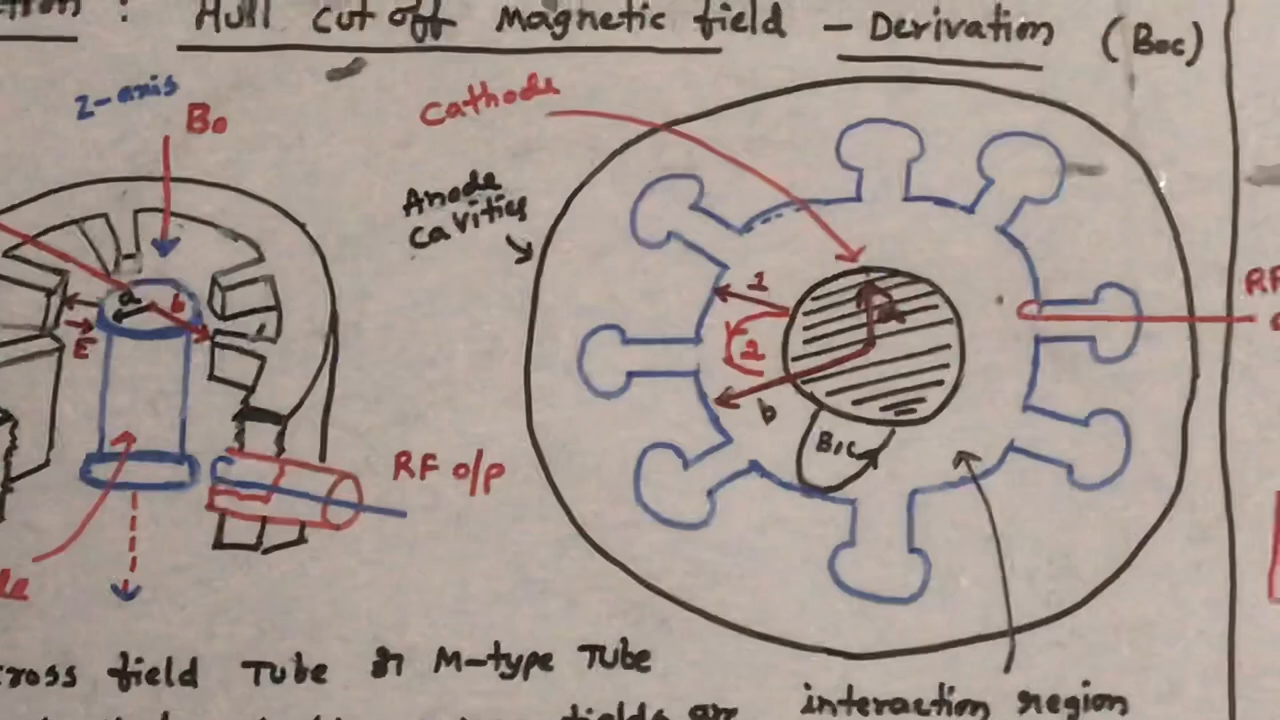 Hull cut off Magnetic field - Derivation (Boc)
z-axis
Bo
cathode
Anode
cavities
a
b
E
1
2
a
b
Boc
RF
RF o/p
cross field Tube or M-type Tube
interaction region